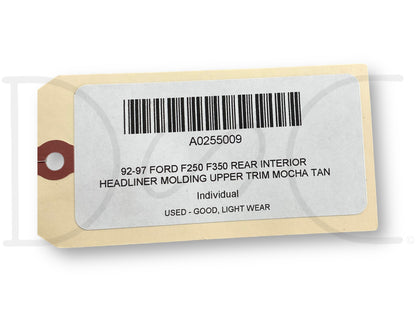 A0255009
92-97 FORD F250 F350 REAR INTERIOR
HEADLINER MOLDING UPPER TRIM MOCHA TAN
Individual
USED - GOOD, LIGHT WEAR